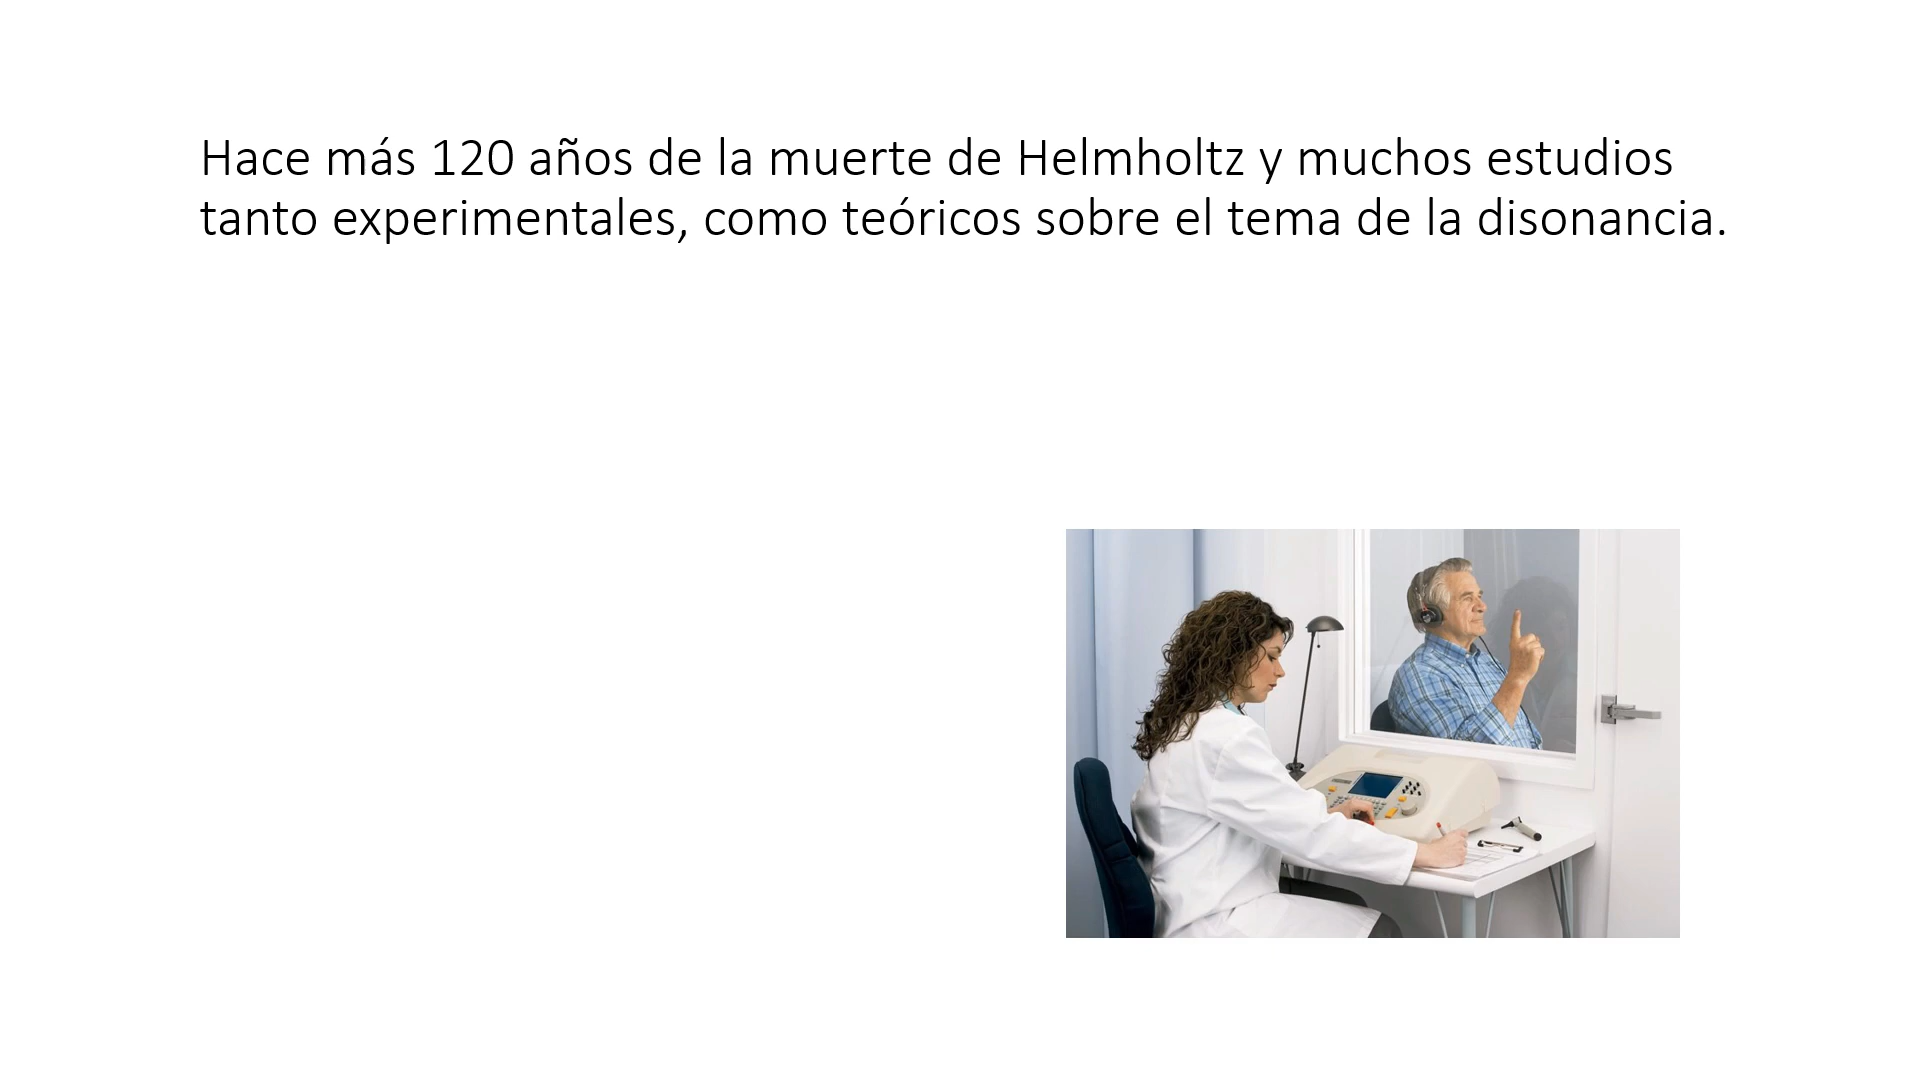 Hace más 120 años de la muerte de Helmholtz y muchos estudios
tanto experimentales, como teóricos sobre el tema de la disonancia.